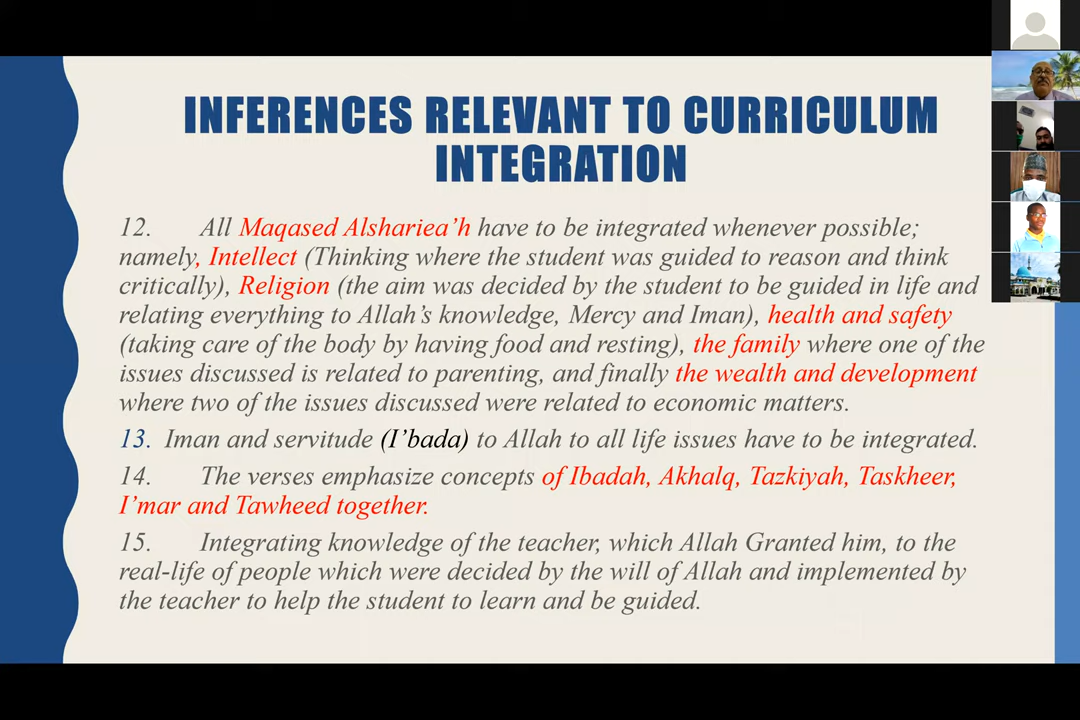 INFERENCES RELEVANT TO CURRICULUM
INTEGRATION
12. All Maqased Alshariea’h have to be integrated whenever possible;
namely, Intellect (Thinking where the student was guided to reason and think
critically), Religion (the aim was decided by the student to be guided in life and
relating everything to Allah’s knowledge, Mercy and Iman), health and safety
(taking care of the body by having food and resting), the family where one of the
issues discussed is related to parenting, and finally the wealth and development
where two of the issues discussed were related to economic matters.
13. Iman and servitude (I’bada) to Allah to all life issues have to be integrated.
14. The verses emphasize concepts of Ibadah, Akhalq, Tazkiyah, Taskheer,
I’mar and Tawheed together.
15. Integrating knowledge of the teacher, which Allah Granted him, to the
real-life of people which were decided by the will of Allah and implemented by
the teacher to help the student to learn and be guided.